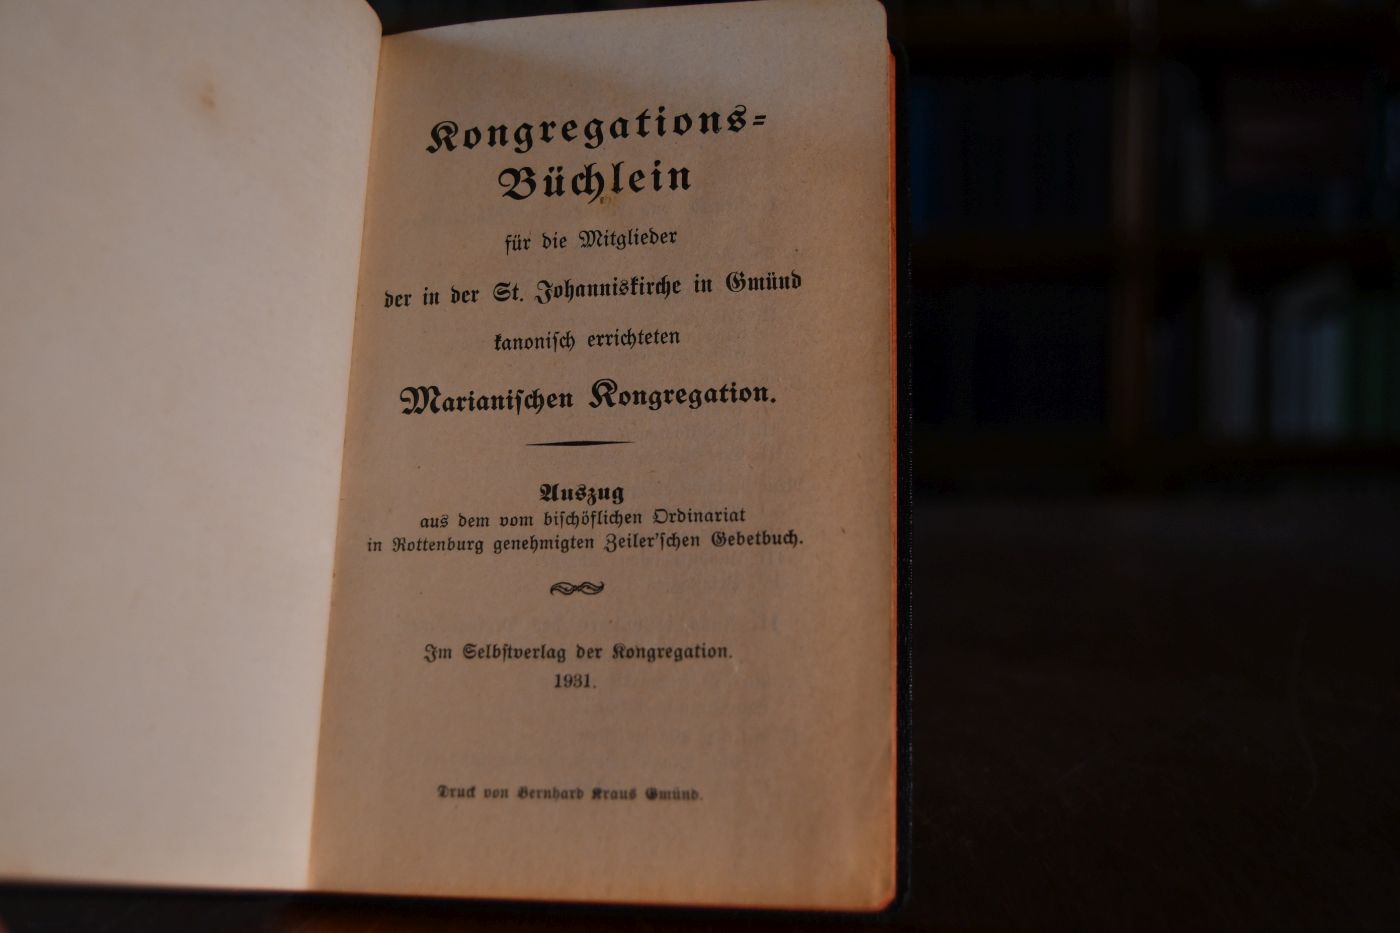 Kongregations-
Büchlein
für die Mitglieder
der in der St. Johanniskirche in Gmünd
kanoniſch errichteten
Marianiſchen Kongregation.
Auszug
aus dem vom biſchöflichen Ordinariat
in Rottenburg genehmigten Zeiler'ſchen Gebetbuch.
Im Selbſtverlag der Kongregation.
1931.
Druck von Bernhard Kraus Gmünd.